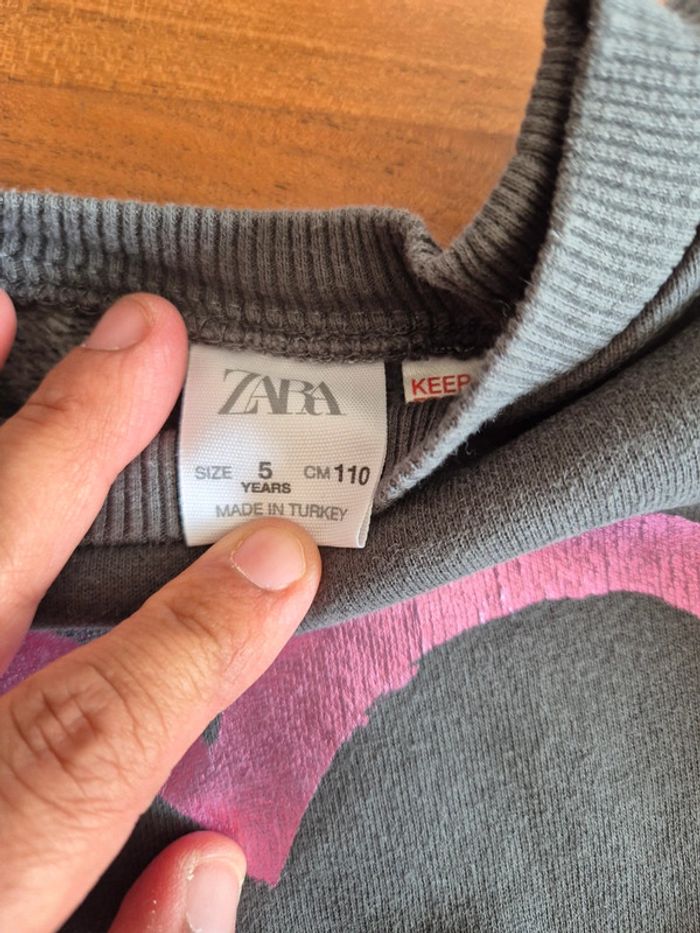 ZARA
SIZE 5 CM 110
YEARS
MADE IN TURKEY
KEEP